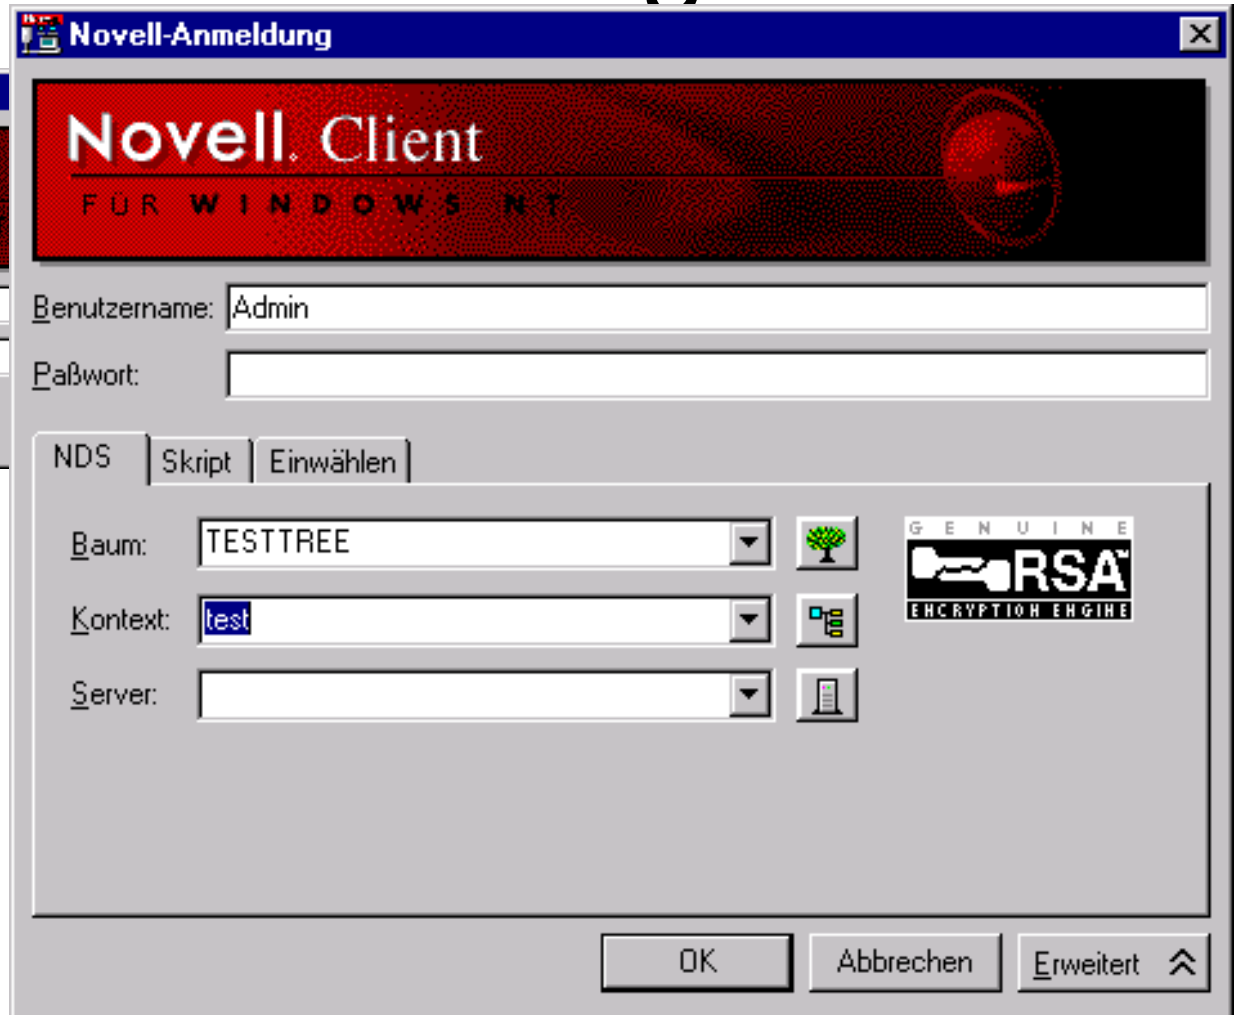 Novell-Anmeldung
Novell. Client
FÜR WINDOWS NT
Benutzername: Admin
Paßwort:
NDS Skript Einwählen
Baum: TESTTREE
GENUINE
RSA™
ENCRYPTION ENGINE
Kontext: test
Server:
OK Abbrechen Erweitert